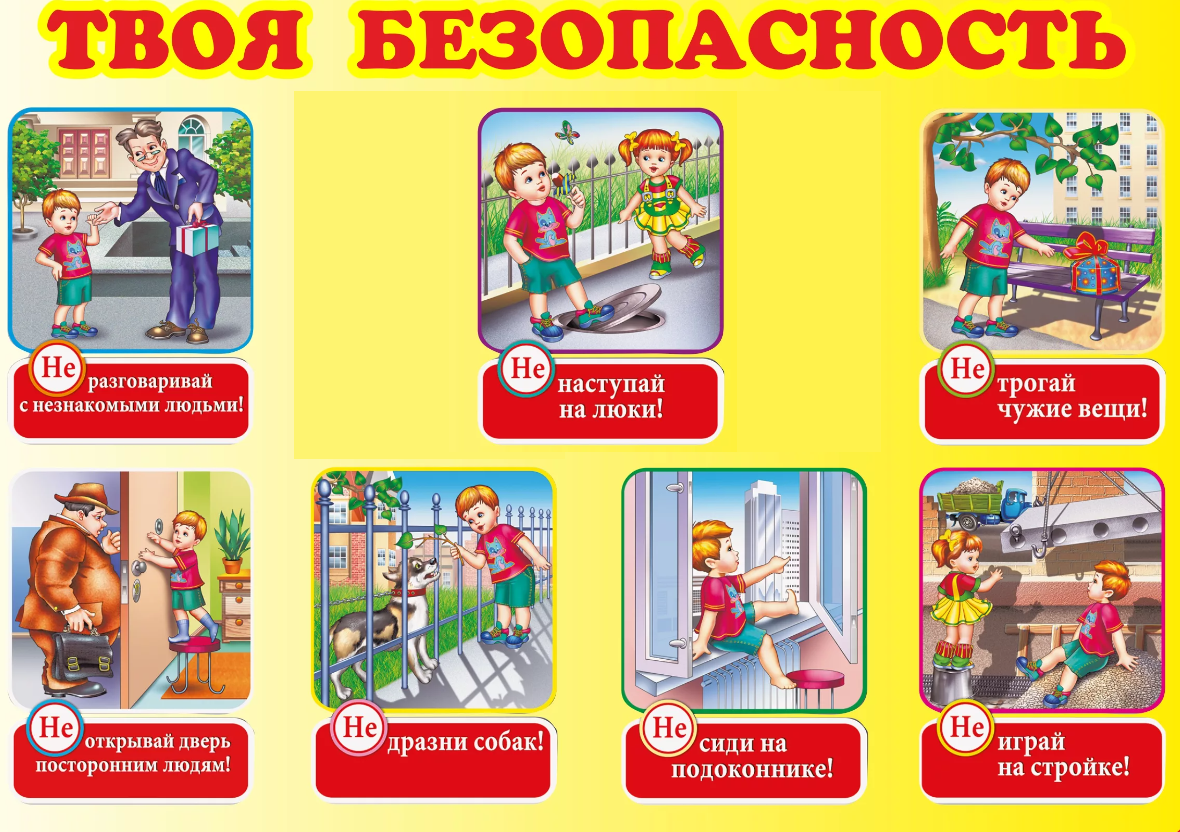 ТВОЯ БЕЗОПАСНОСТЬ
Не разговаривай
с незнакомыми людьми!
Не наступай
на люки!
Не трогай
чужие вещи!
Не открывай дверь
посторонним людям!
Не дразни собак!
Не сиди на
подоконнике!
Не играй
на стройке!